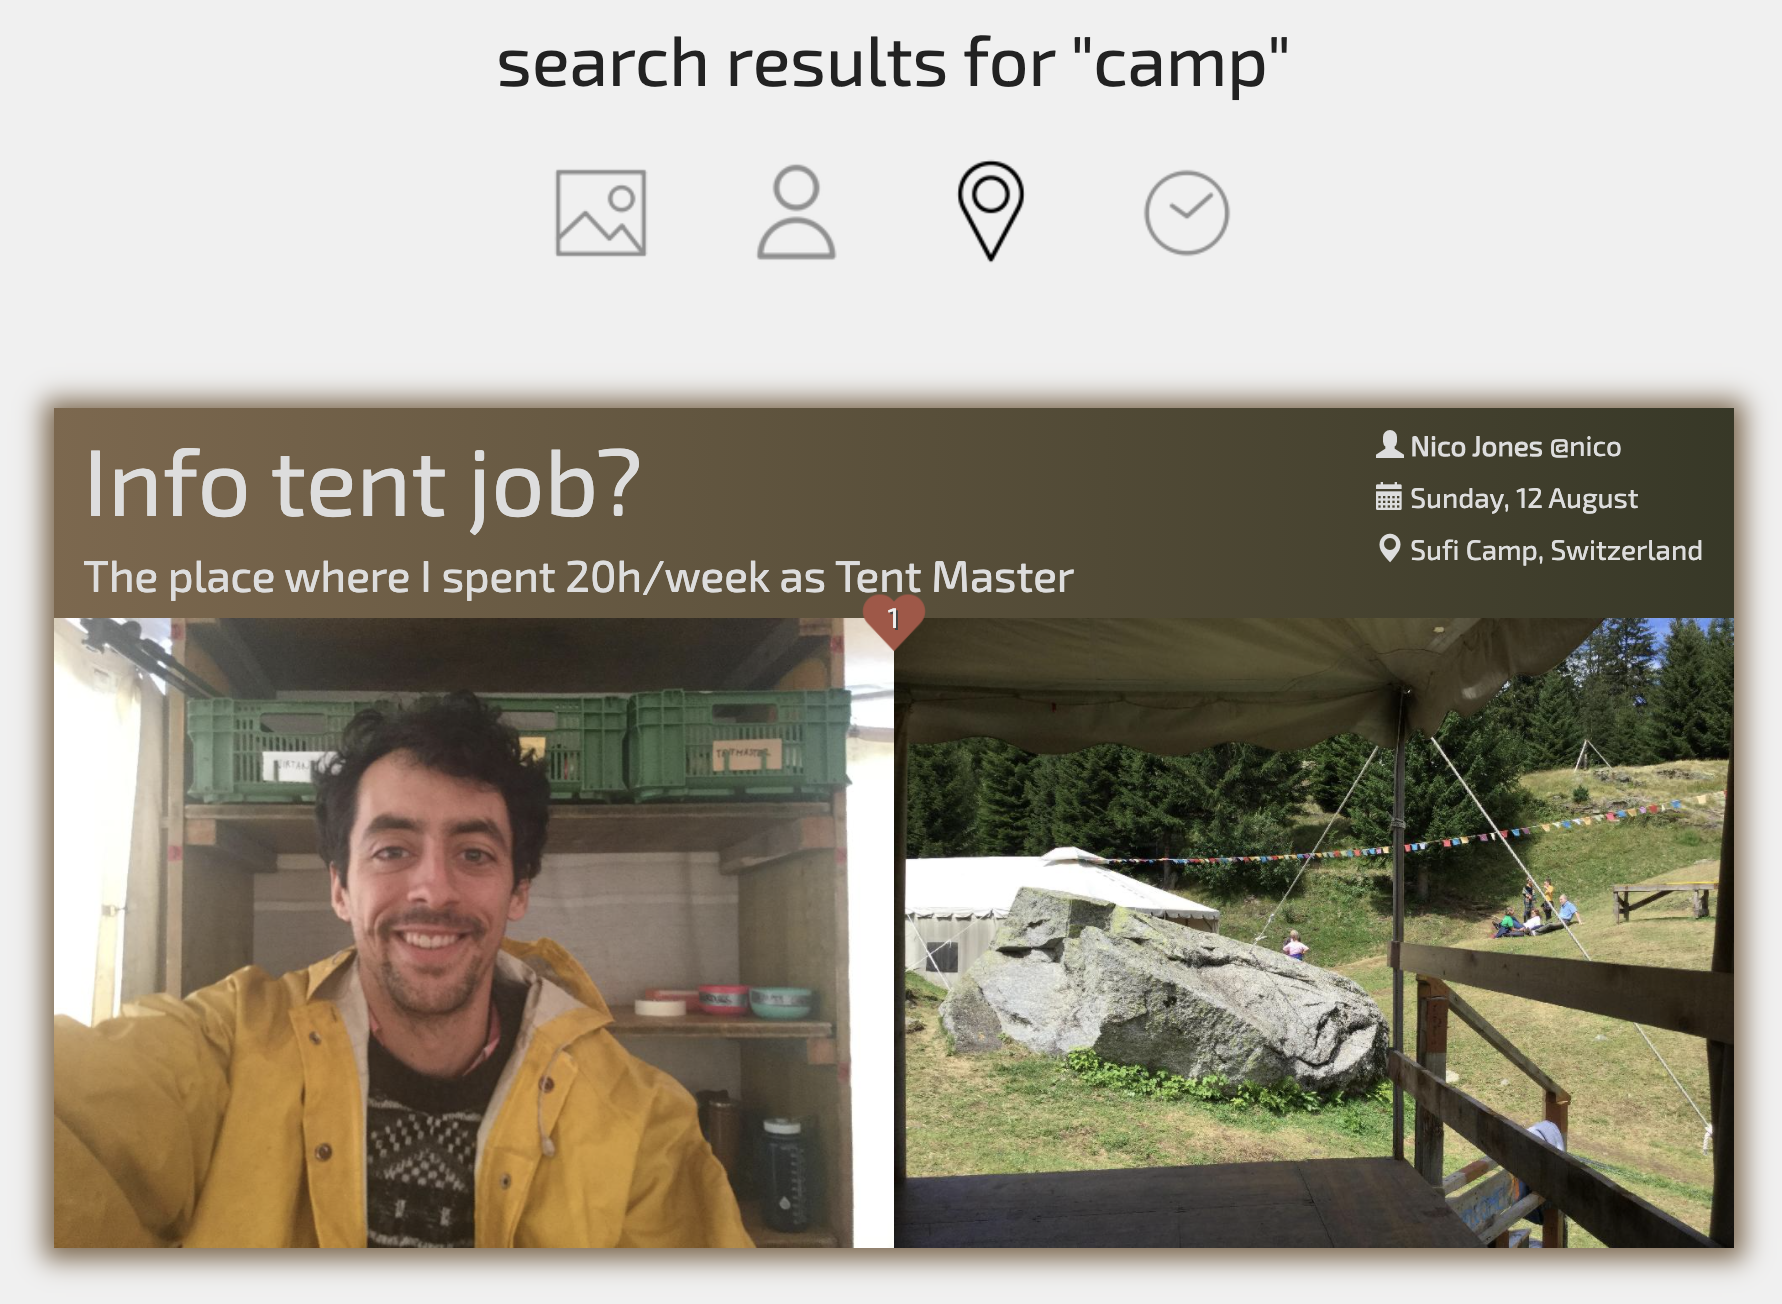 search results for "camp"
Info tent job?
The place where I spent 20h/week as Tent Master
Nico Jones @nico
Sunday, 12 August
Sufi Camp, Switzerland
1
TENTMASTER